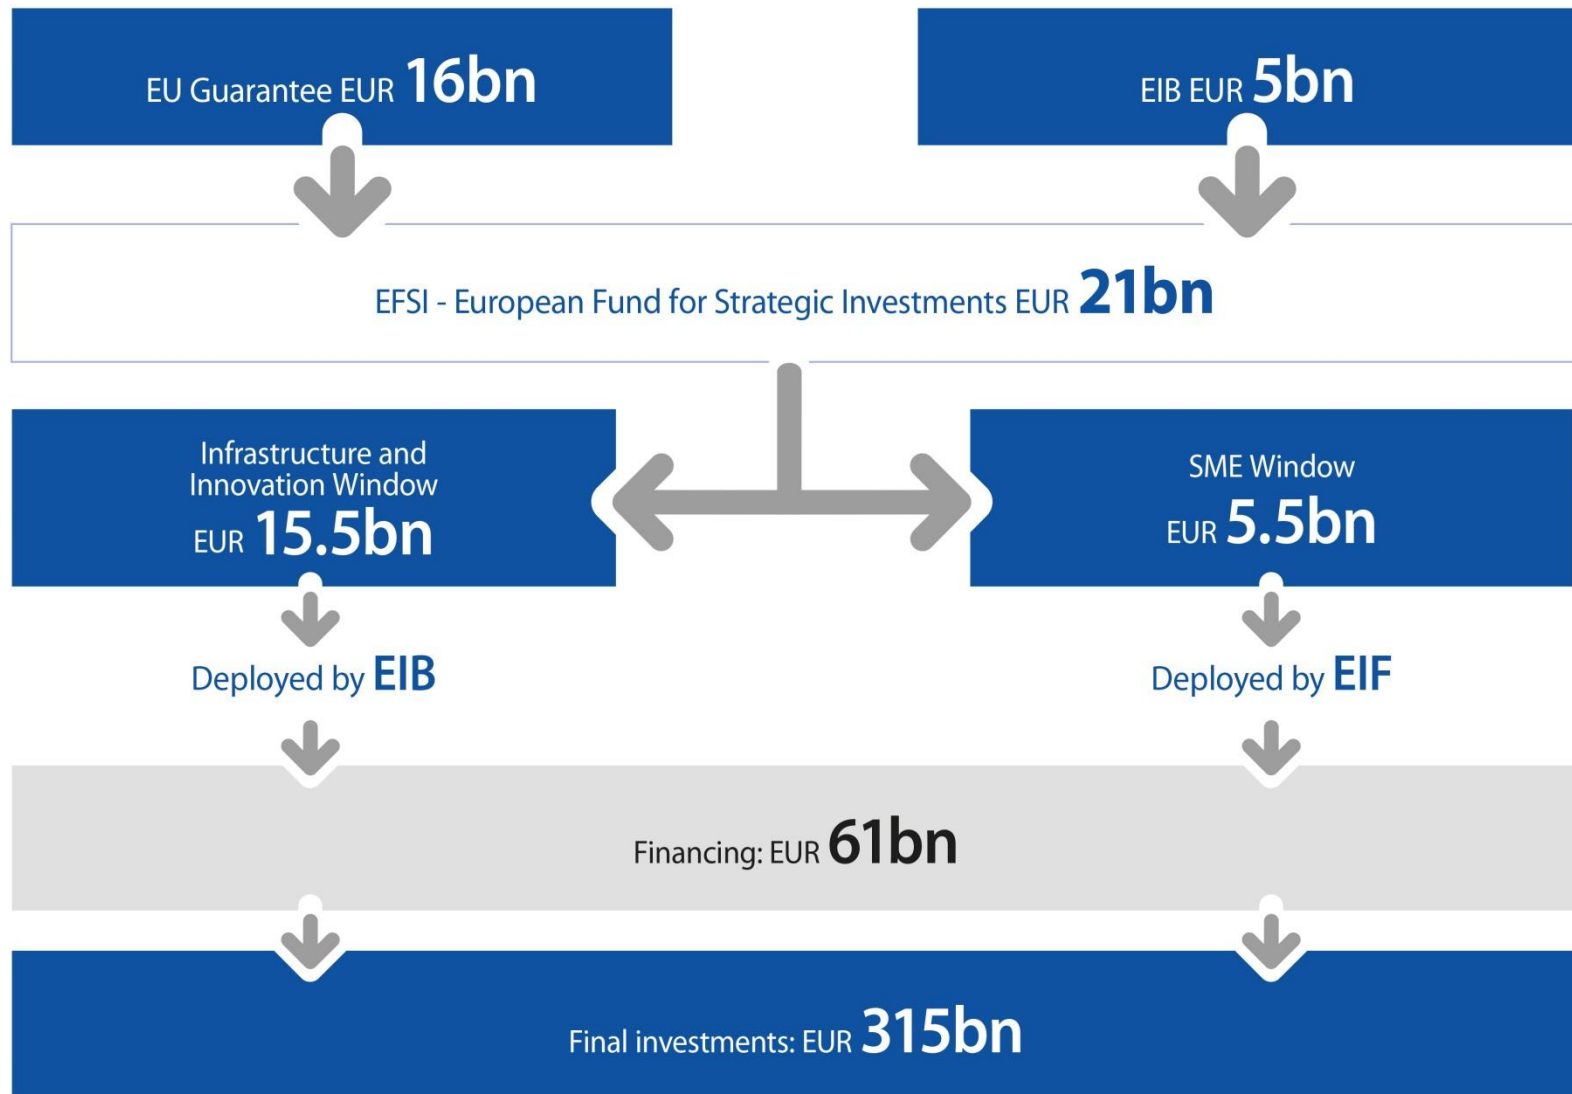 EU Guarantee EUR 16bn
EIB EUR 5bn
EFSI - European Fund for Strategic Investments EUR 21bn
Infrastructure and
Innovation Window
EUR 15.5bn
SME Window
EUR 5.5bn
Deployed by EIB
Deployed by EIF
Financing: EUR 61bn
Final investments: EUR 315bn